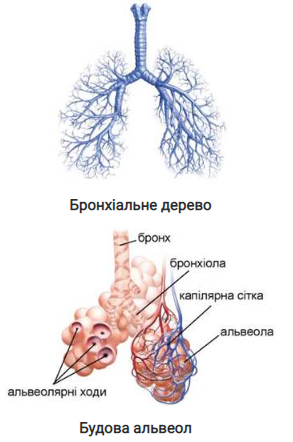 Бронхіальне дерево
бронх
бронхіола
капілярна сітка
альвеола
альвеолярні ходи
Будова альвеол